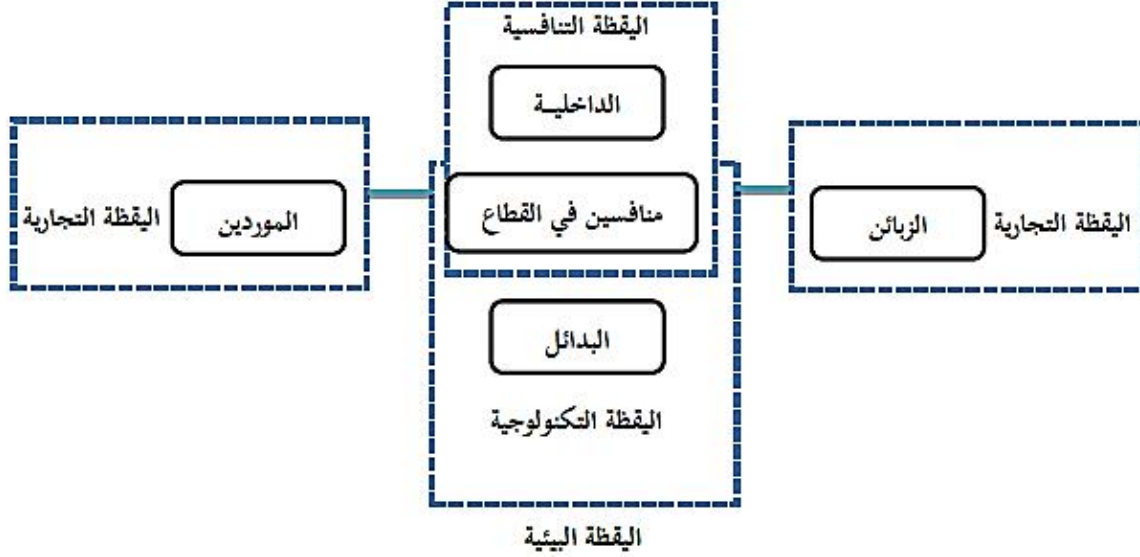 اليقظة التنافسية
الداخليـة
منافسين في القطاع
الزبائن
اليقظة التجارية
الموردين
اليقظة التجارية
البدائل
اليقظة التكنولوجية
اليقظة البيئية